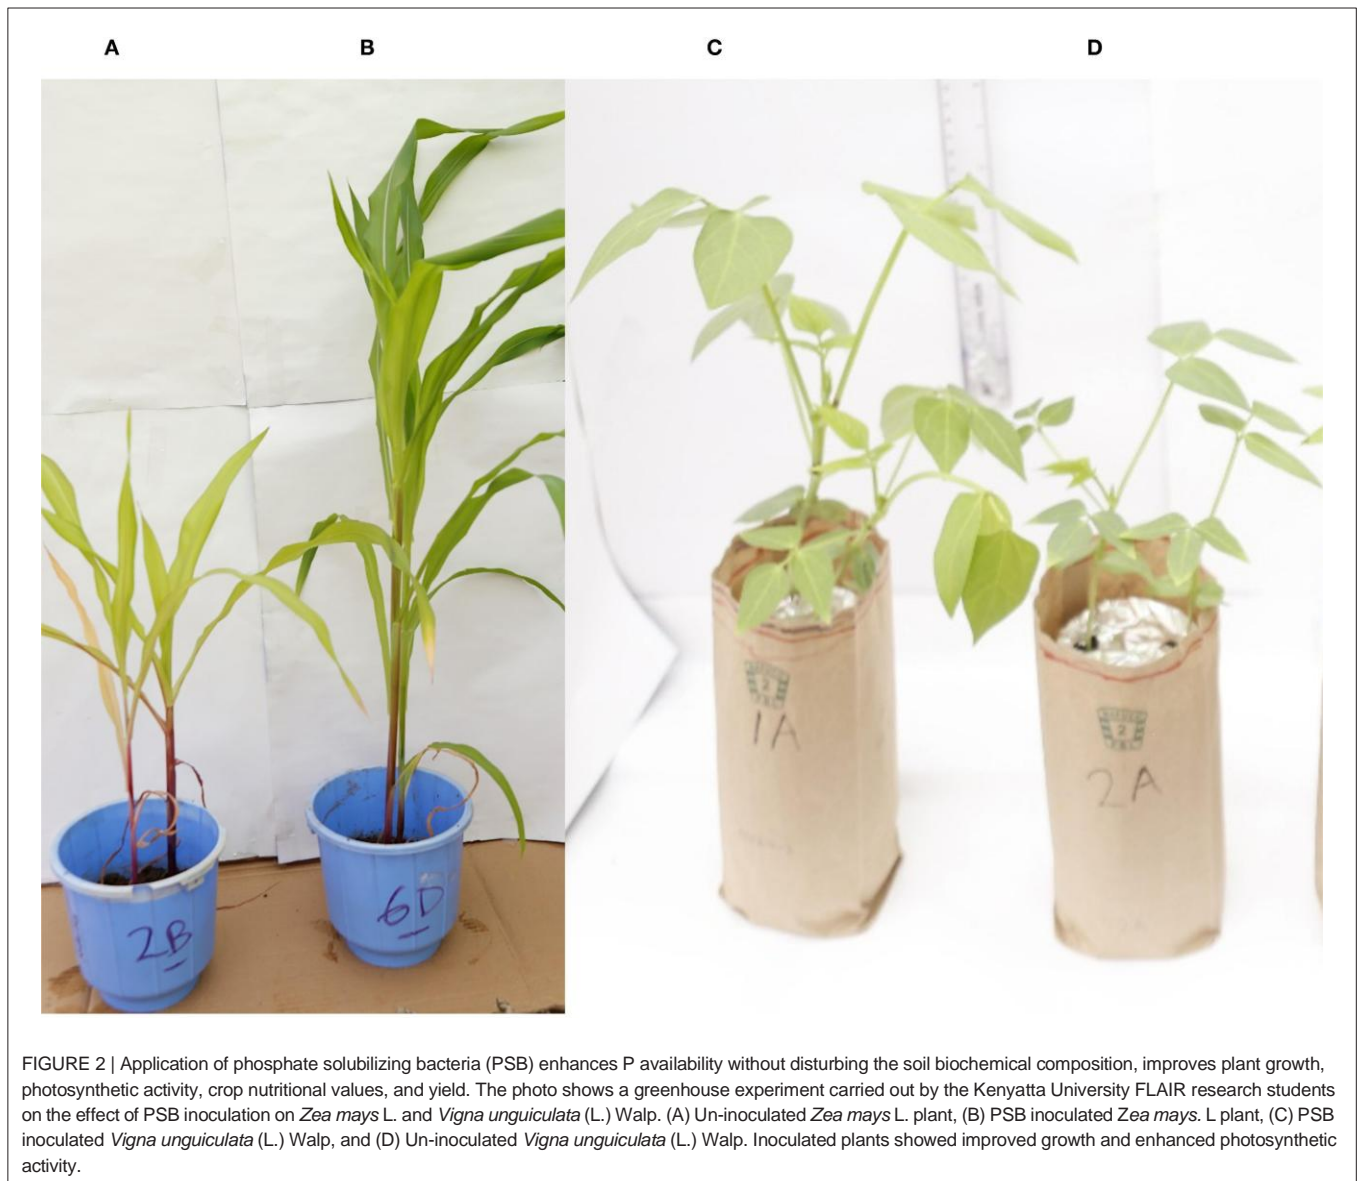 A B C D
1A
2
2
2A
6D
2B
FIGURE 2 | Application of phosphate solubilizing bacteria (PSB) enhances P availability without disturbing the soil biochemical composition, improves plant growth,
photosynthetic activity, crop nutritional values, and yield. The photo shows a greenhouse experiment carried out by the Kenyatta University FLAIR research students
on the effect of PSB inoculation on Zea mays L. and Vigna unguiculata (L.) Walp. (A) Un-inoculated Zea mays L. plant, (B) PSB inoculated Zea mays. L plant, (C) PSB
inoculated Vigna unguiculata (L.) Walp, and (D) Un-inoculated Vigna unguiculata (L.) Walp. Inoculated plants showed improved growth and enhanced photosynthetic
activity.